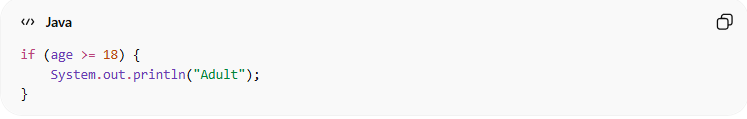 </> Java
if (age >= 18) {
    System.out.println("Adult");
}